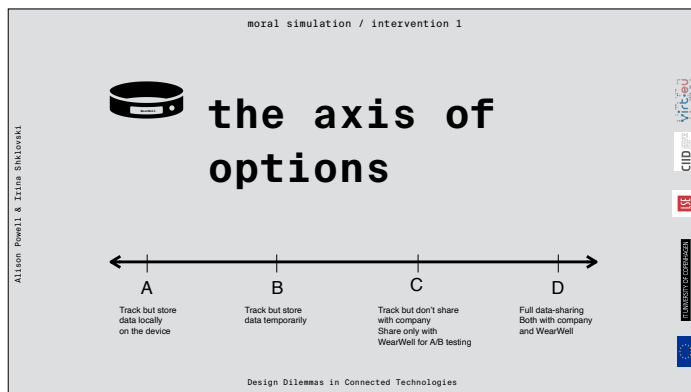 moral simulation / intervention 1
WearWell
the axis of
options
A
Track but store
data locally
on the device
B
Track but store
data temporarily
C
Track but don't share
with company
Share only with
WearWell for A/B testing
D
Full data-sharing
Both with company
and WearWell
Alison Powell & Irina Shklovski
virt·eu
CIID
LSE
IT UNIVERSITY OF COPENHAGEN
Design Dilemmas in Connected Technologies